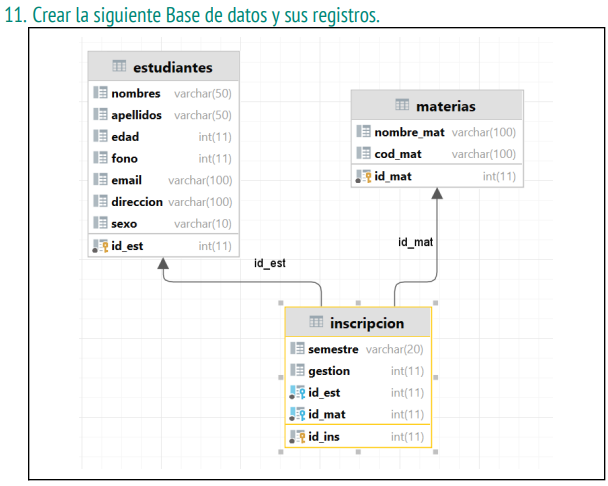 11. Crear la siguiente Base de datos y sus registros.
estudiantes
nombres varchar(50)
apellidos varchar(50)
edad int(11)
fono int(11)
email varchar(100)
direccion varchar(100)
sexo varchar(10)
id_est int(11)
materias
nombre_mat varchar(100)
cod_mat varchar(100)
id_mat int(11)
id_mat
id_est
inscripcion
semestre varchar(20)
gestion int(11)
id_est int(11)
id_mat int(11)
id_ins int(11)